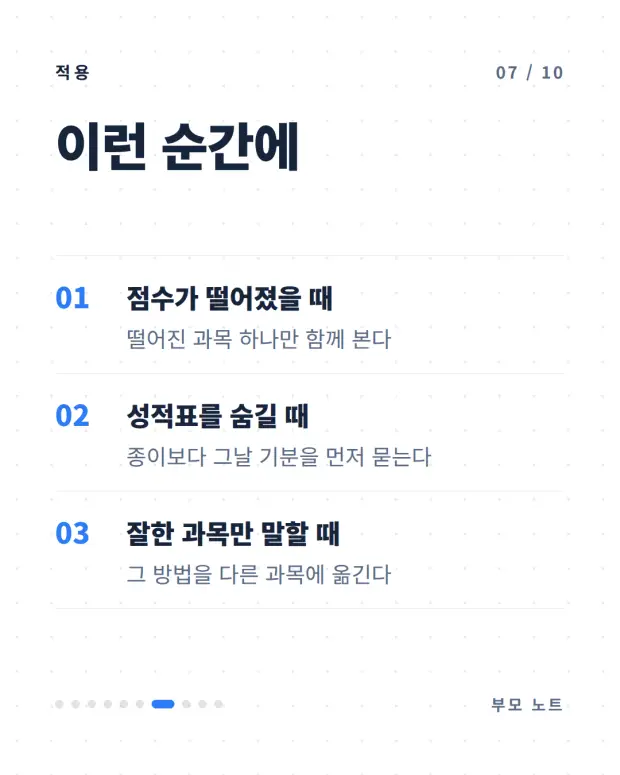 적용
07 / 10
이런 순간에
01 점수가 떨어졌을 때
떨어진 과목 하나만 함께 본다
02 성적표를 숨길 때
종이보다 그날 기분을 먼저 묻는다
03 잘한 과목만 말할 때
그 방법을 다른 과목에 옮긴다
부모 노트